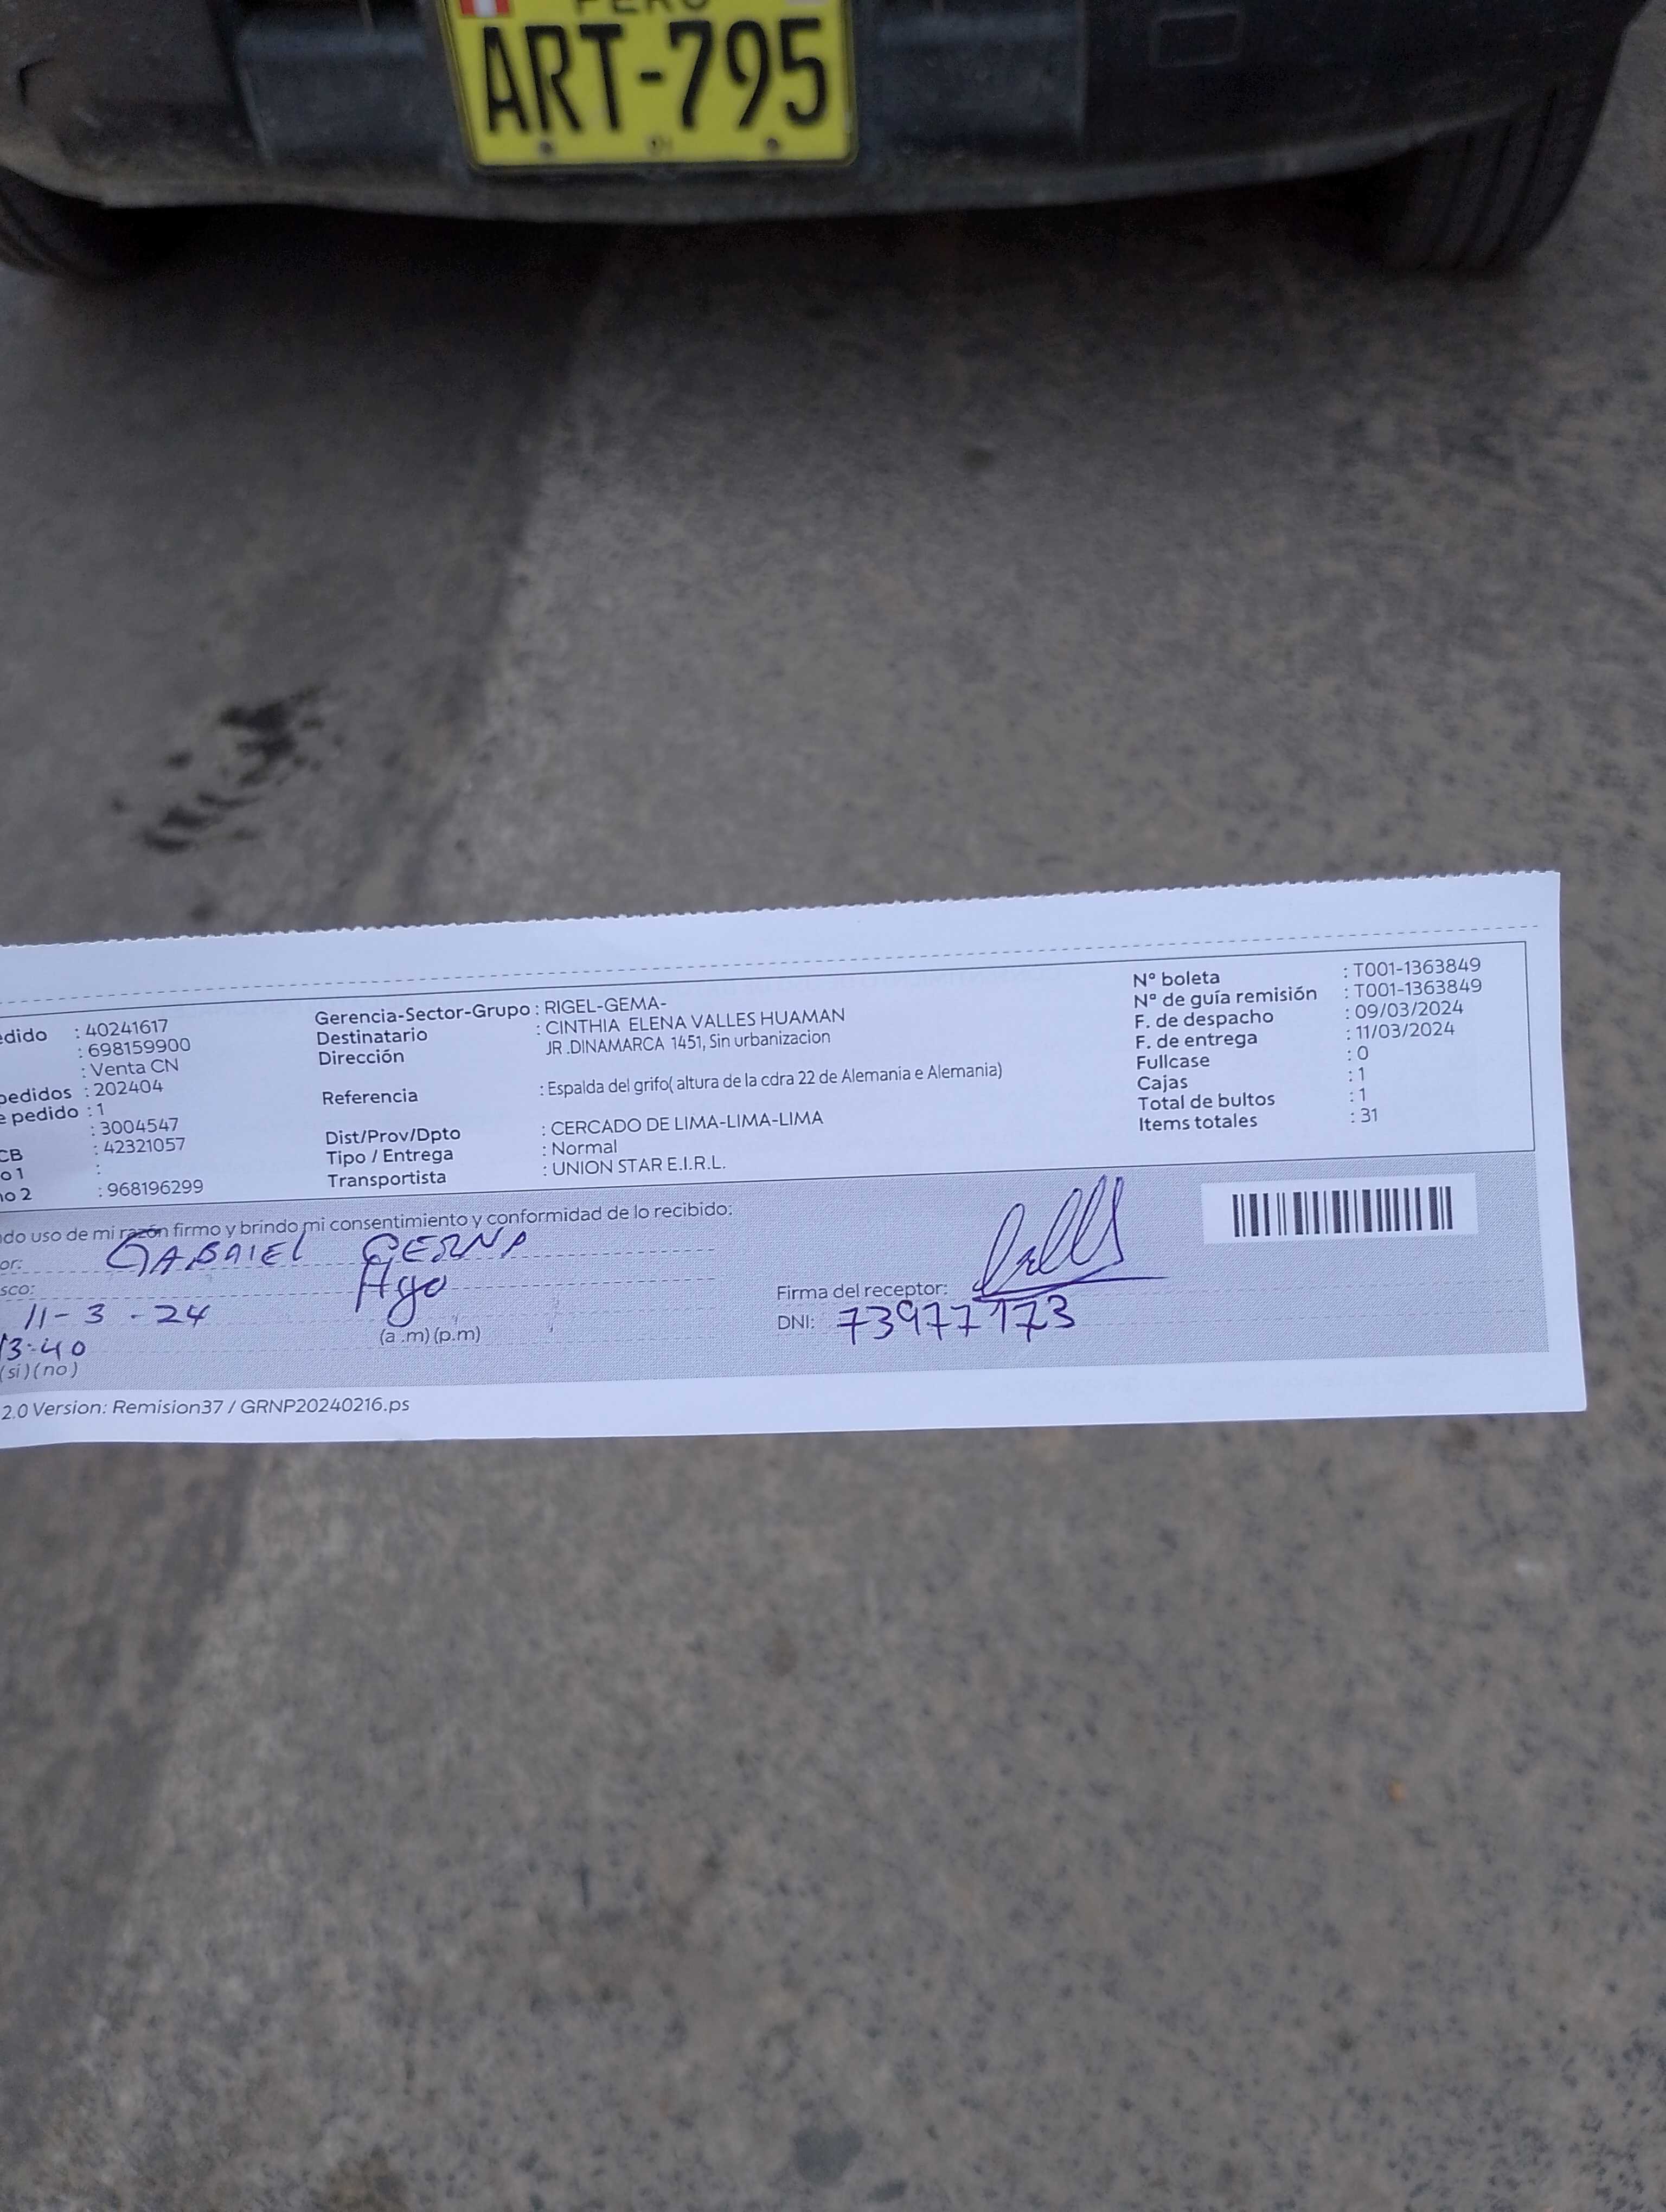 PERU
ART-795
edido : 40241617
: 698159900
: Venta CN
pedidos : 202404
e pedido : 1
: 3004547
CB : 42321057
o 1 :
no 2 : 968196299
Gerencia-Sector-Grupo : RIGEL-GEMA-
Destinatario : CINTHIA ELENA VALLES HUAMAN
Dirección JR .DINAMARCA 1451, Sin urbanizacion
Referencia : Espalda del grifo( altura de la cdra 22 de Alemania e Alemania)
Dist/Prov/Dpto : CERCADO DE LIMA-LIMA-LIMA
Tipo / Entrega : Normal
Transportista : UNION STAR E.I.R.L.
Nº boleta : T001-1363849
Nº de guía remisión : T001-1363849
F. de despacho : 09/03/2024
F. de entrega : 11/03/2024
Fullcase : 0
Cajas : 1
Total de bultos : 1
Items totales : 31
ndo uso de mi razón firmo y brindo mi consentimiento y conformidad de lo recibido:
or: GABRIEL CERNA
sco: Hijo
11-3-24
13:40 (a .m) (p.m)
(si) (no)
Firma del receptor:
DNI: 73977173
2.0 Version: Remision37 / GRNP20240216.ps